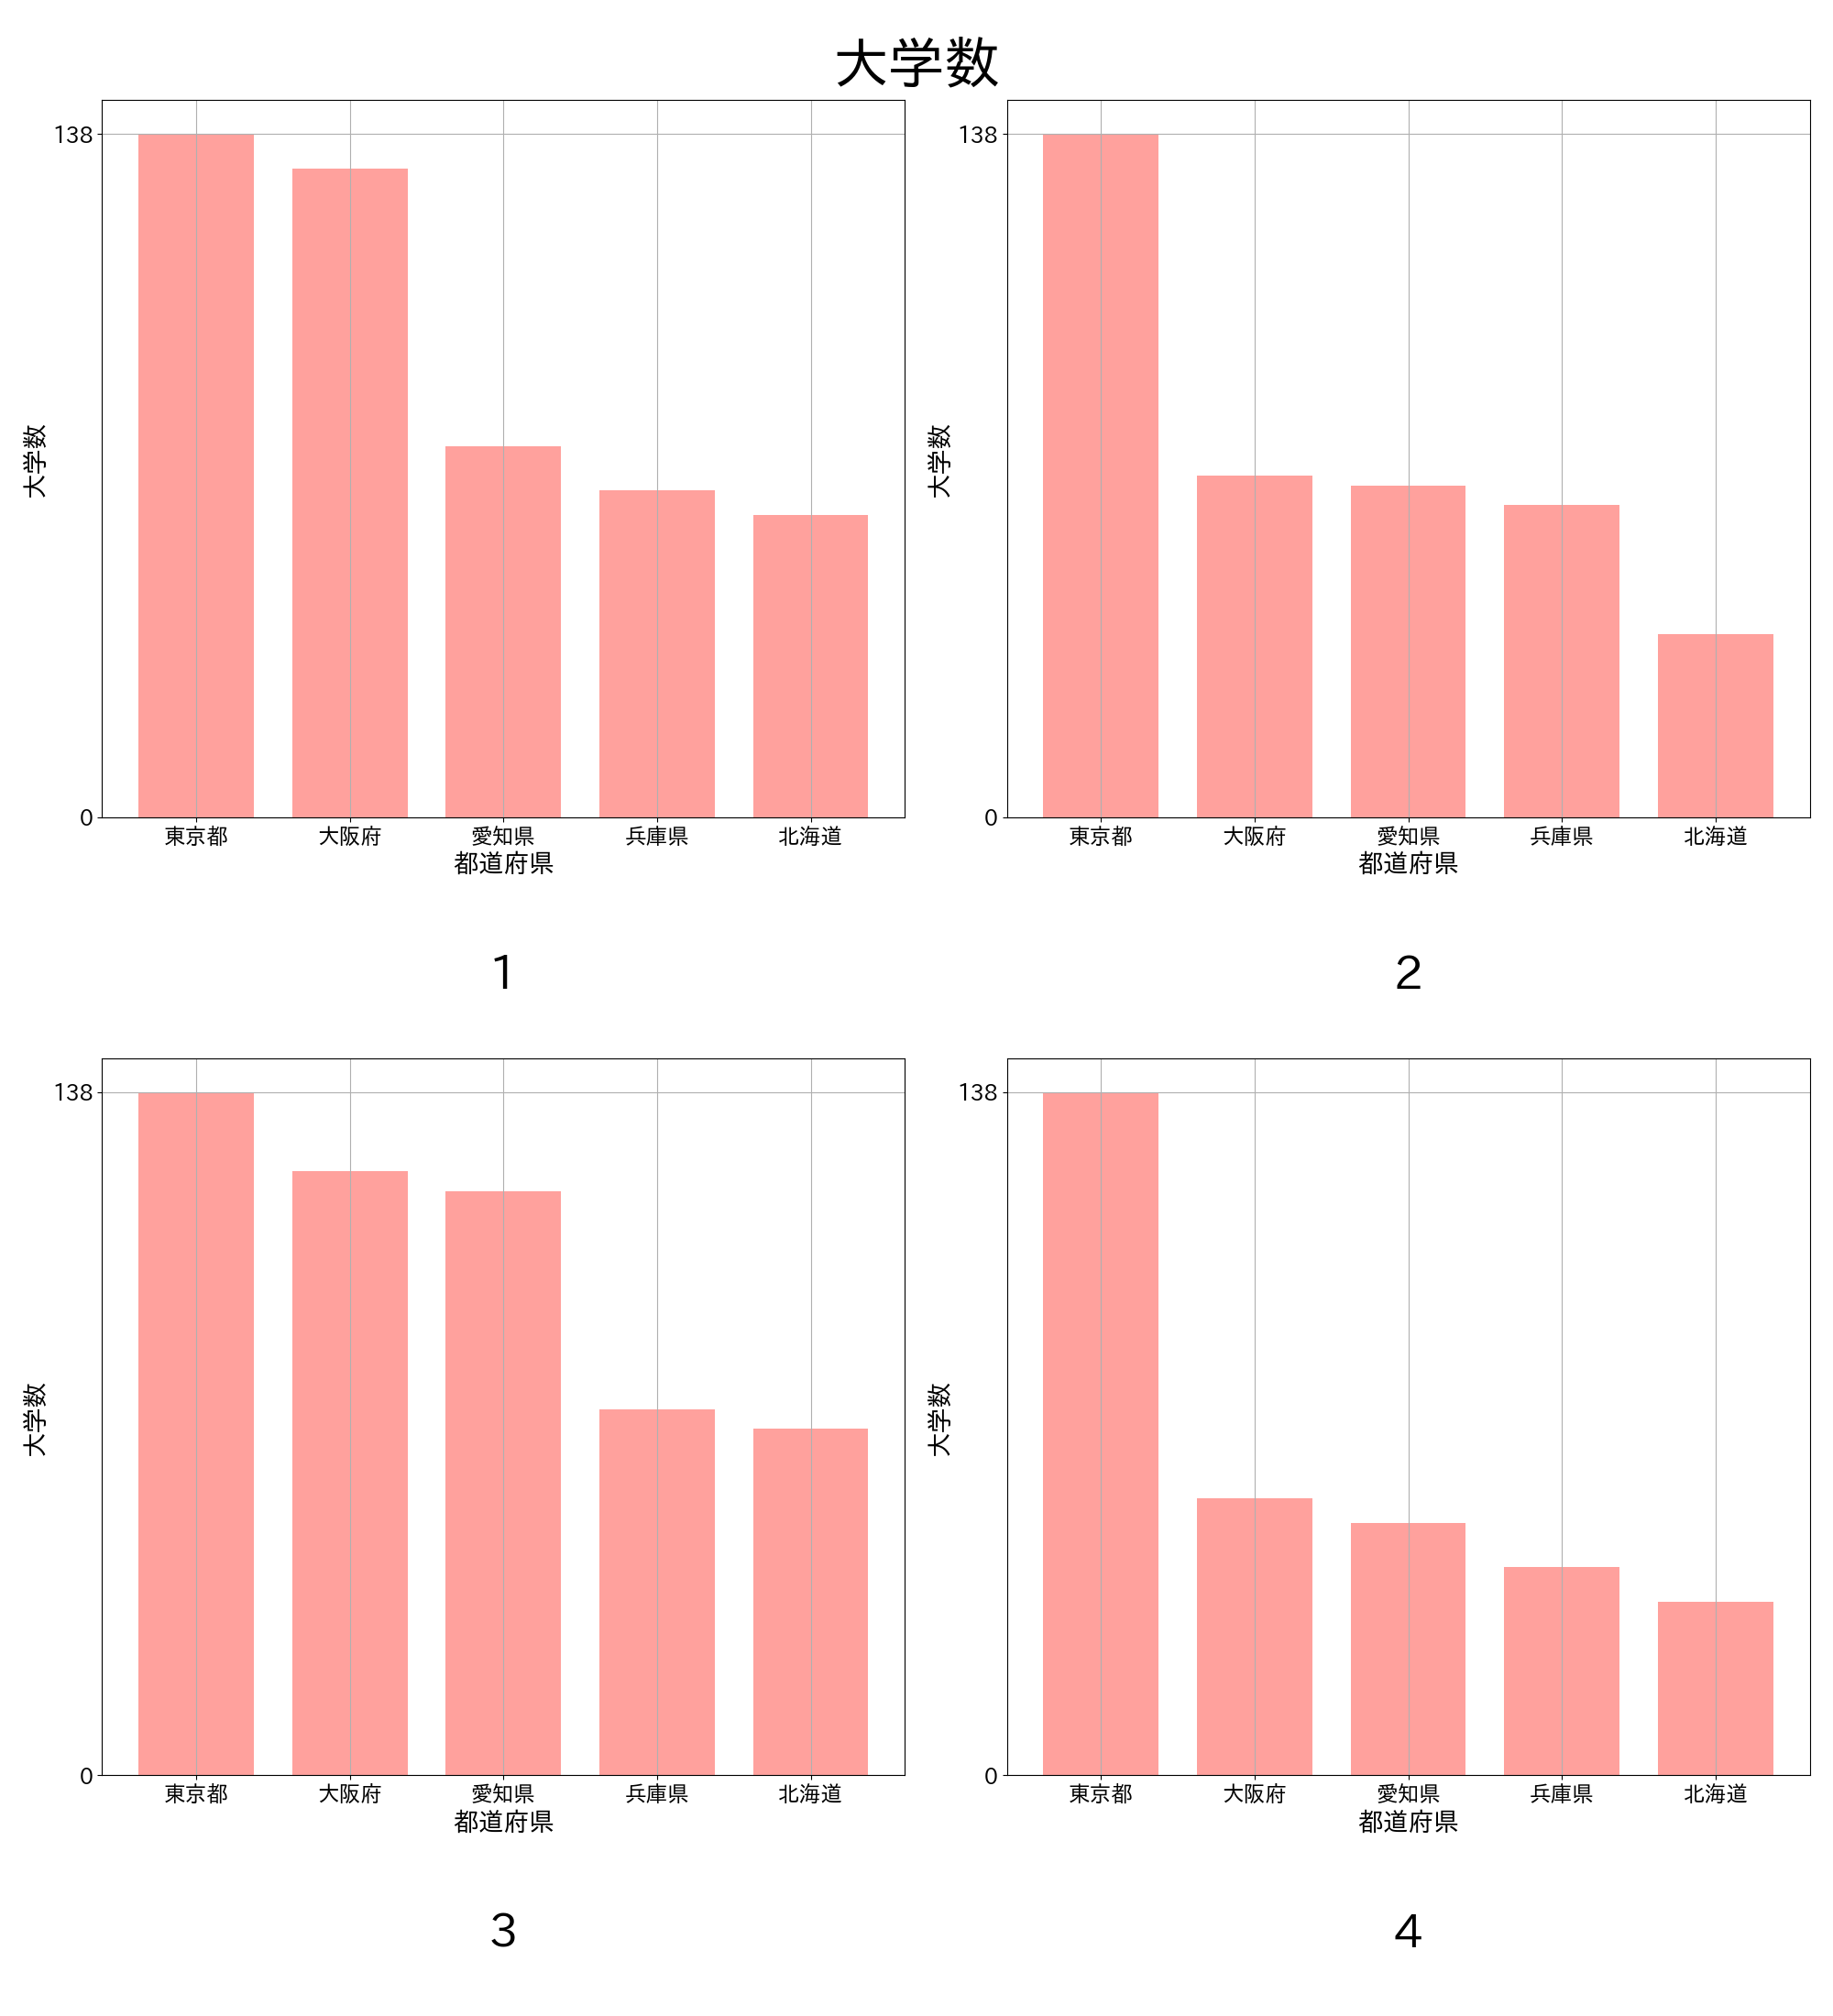 大学数
138
0
大学数
東京都 大阪府 愛知県 兵庫県 北海道
都道府県
1
138
0
大学数
東京都 大阪府 愛知県 兵庫県 北海道
都道府県
2
138
0
大学数
東京都 大阪府 愛知県 兵庫県 北海道
都道府県
3
138
0
大学数
東京都 大阪府 愛知県 兵庫県 北海道
都道府県
4